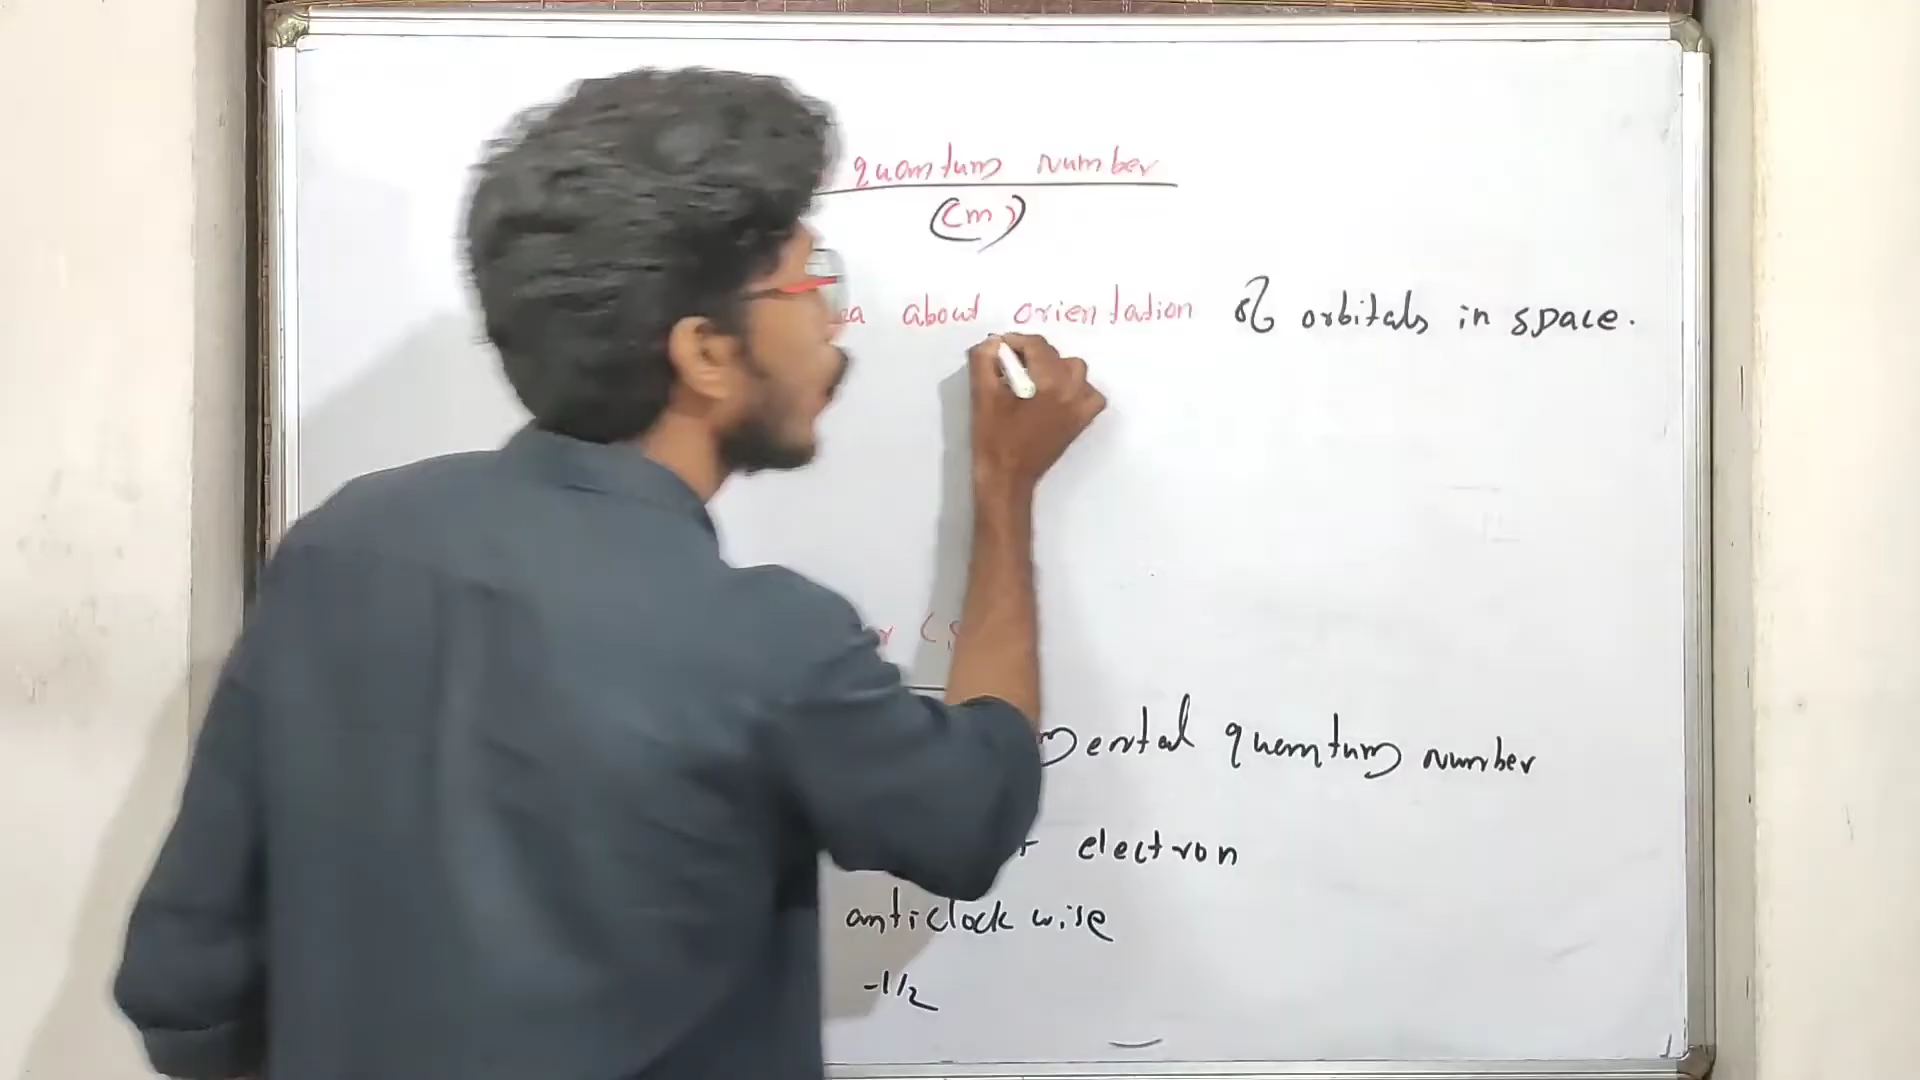 quantum number
(m)
about orientation of orbitals in space.
(s
mental quantum number
electron
anticlockwise
-1/2